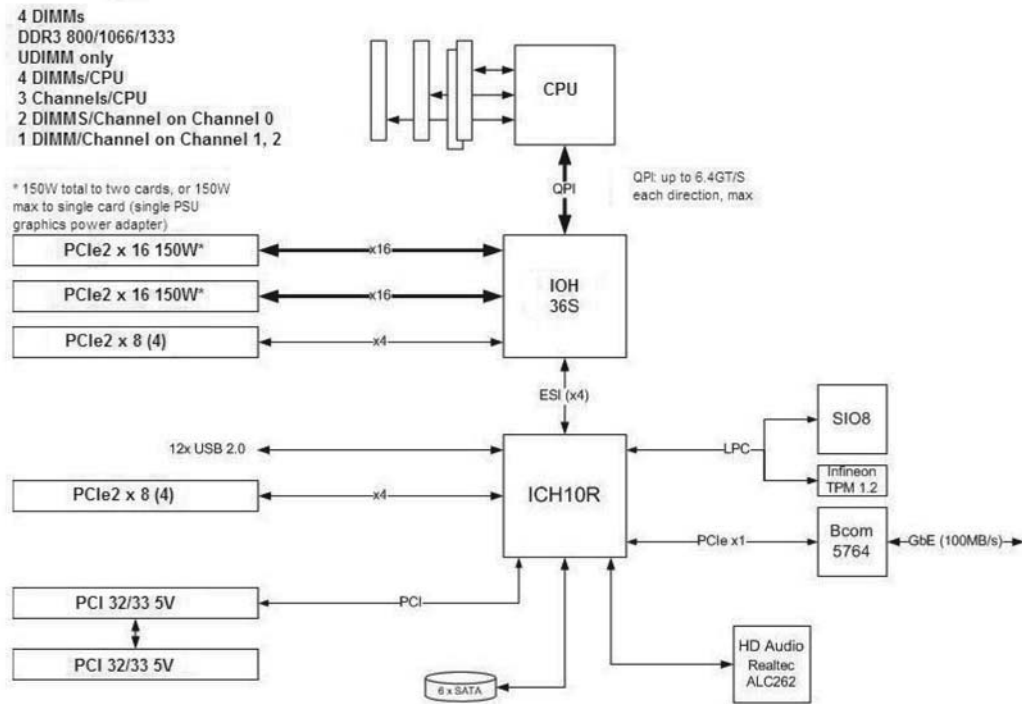 4 DIMMs
DDR3 800/1066/1333
UDIMM only
4 DIMMs/CPU
3 Channels/CPU
2 DIMMS/Channel on Channel 0
1 DIMM/Channel on Channel 1, 2
CPU
* 150W total to two cards, or 150W
max to single card (single PSU
graphics power adapter)
QPI
QPI: up to 6.4GT/S
each direction, max
PCIe2 x 16 150W*
x16
PCIe2 x 16 150W*
x16
IOH
36S
PCIe2 x 8 (4)
x4
ESI (x4)
12x USB 2.0
PCIe2 x 8 (4)
x4
ICH10R
LPC
SIO8
Infineon
TPM 1.2
PCIe x1
Bcom
5764
GbE (100MB/s)
PCI 32/33 5V
PCI
PCI 32/33 5V
6 x SATA
HD Audio
Realtec
ALC262